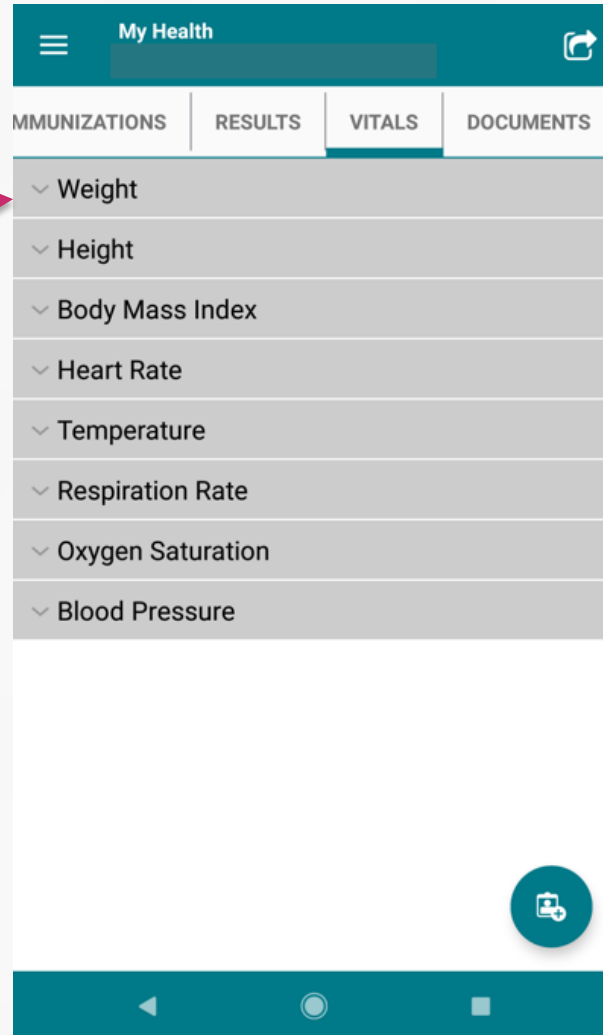 My Health
MMUNIZATIONS RESULTS VITALS DOCUMENTS
Weight
Height
Body Mass Index
Heart Rate
Temperature
Respiration Rate
Oxygen Saturation
Blood Pressure